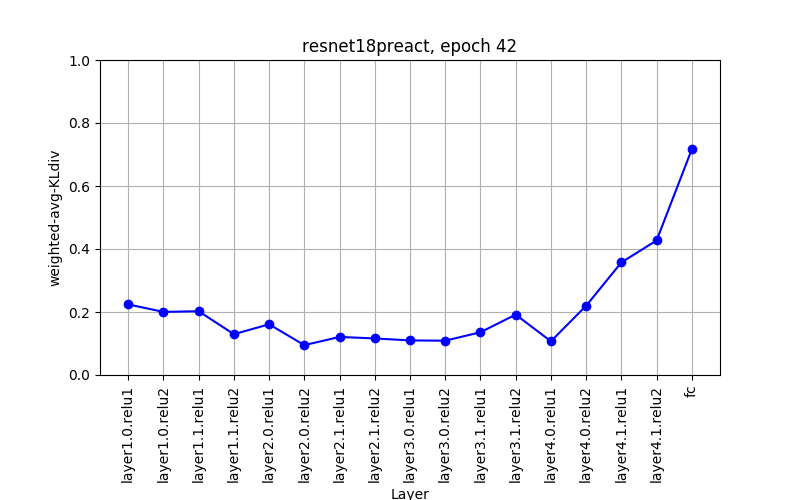 resnet18preact, epoch 42
weighted-avg-KLdiv
1.0
0.8
0.6
0.4
0.2
0.0
layer1.0.relu1
layer1.0.relu2
layer1.1.relu1
layer1.1.relu2
layer2.0.relu1
layer2.0.relu2
layer2.1.relu1
layer2.1.relu2
layer3.0.relu1
layer3.0.relu2
layer3.1.relu1
layer3.1.relu2
layer4.0.relu1
layer4.0.relu2
layer4.1.relu1
layer4.1.relu2
fc
Layer